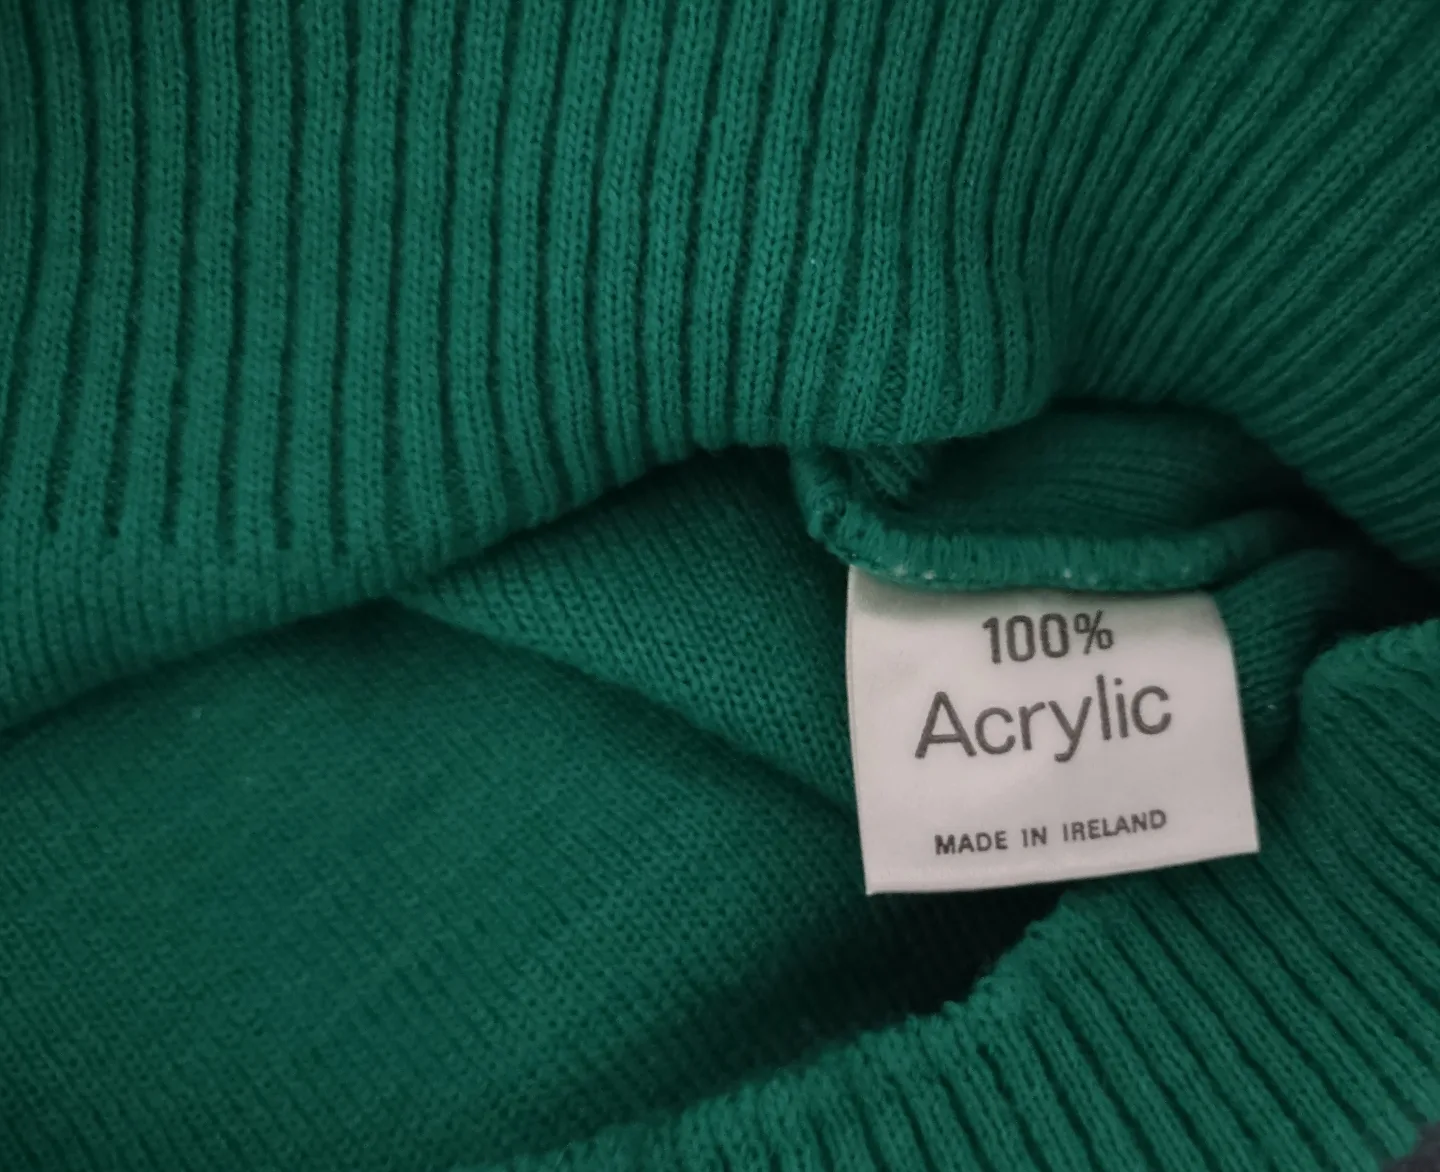 100%
Acrylic
MADE IN IRELAND